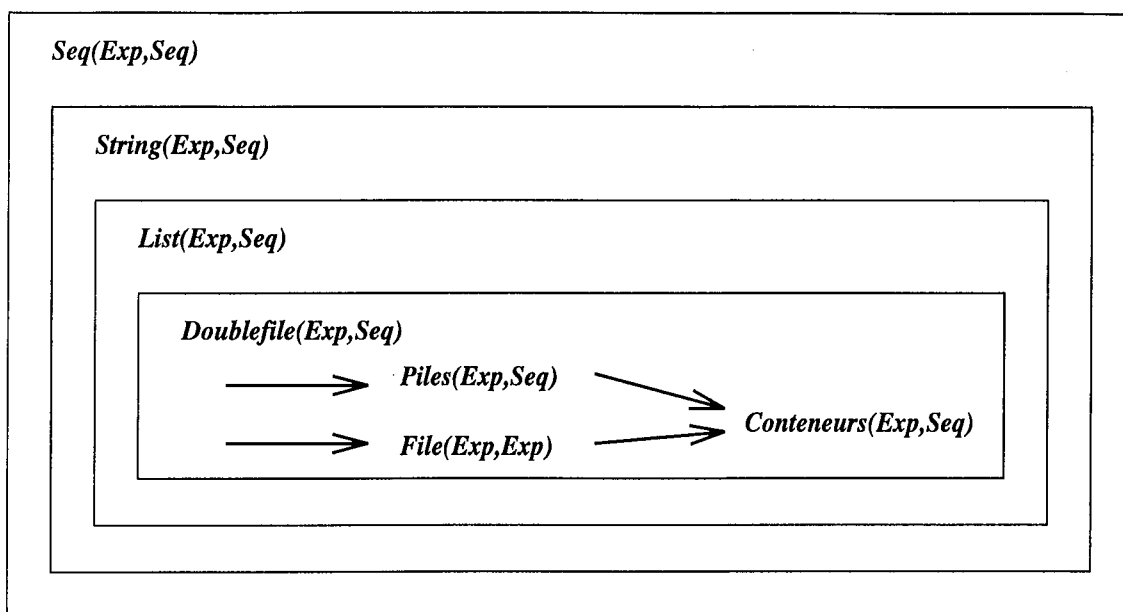 Seq(Exp,Seq)
String(Exp,Seq)
List(Exp,Seq)
Doublefile(Exp,Seq)
Piles(Exp,Seq)
Conteneurs(Exp,Seq)
File(Exp,Exp)